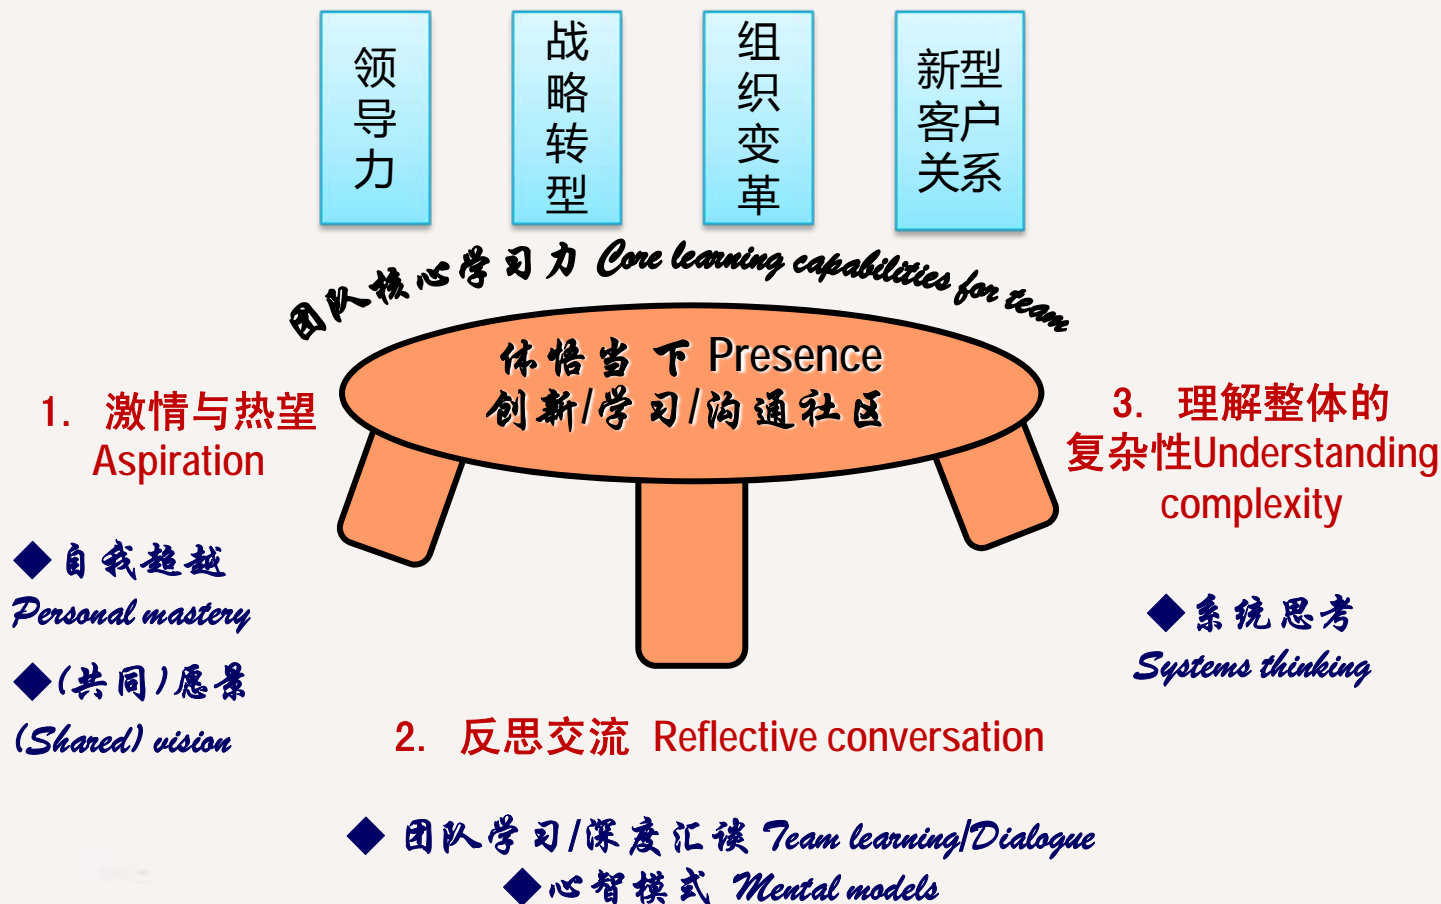 领导力
战略转型
组织变革
新型客户关系
团队核心学习力 Core learning capabilities for team
体悟当下 Presence
创新/学习/沟通社区
1. 激情与热望
Aspiration
◆自我超越
Personal mastery
◆(共同)愿景
(Shared) vision
2. 反思交流 Reflective conversation
◆ 团队学习/深度汇谈 Team learning/Dialogue
◆心智模式 Mental models
3. 理解整体的
复杂性Understanding
complexity
◆系统思考
Systems thinking